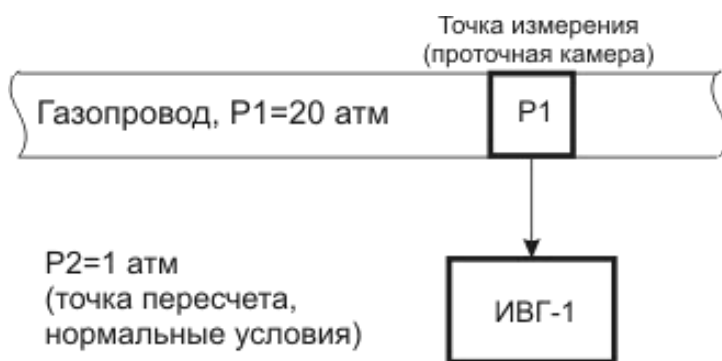 Точка измерения
(проточная камера)
Газопровод, P1=20 атм
P1
P2=1 атм
(точка пересчета,
нормальные условия)
ИВГ-1